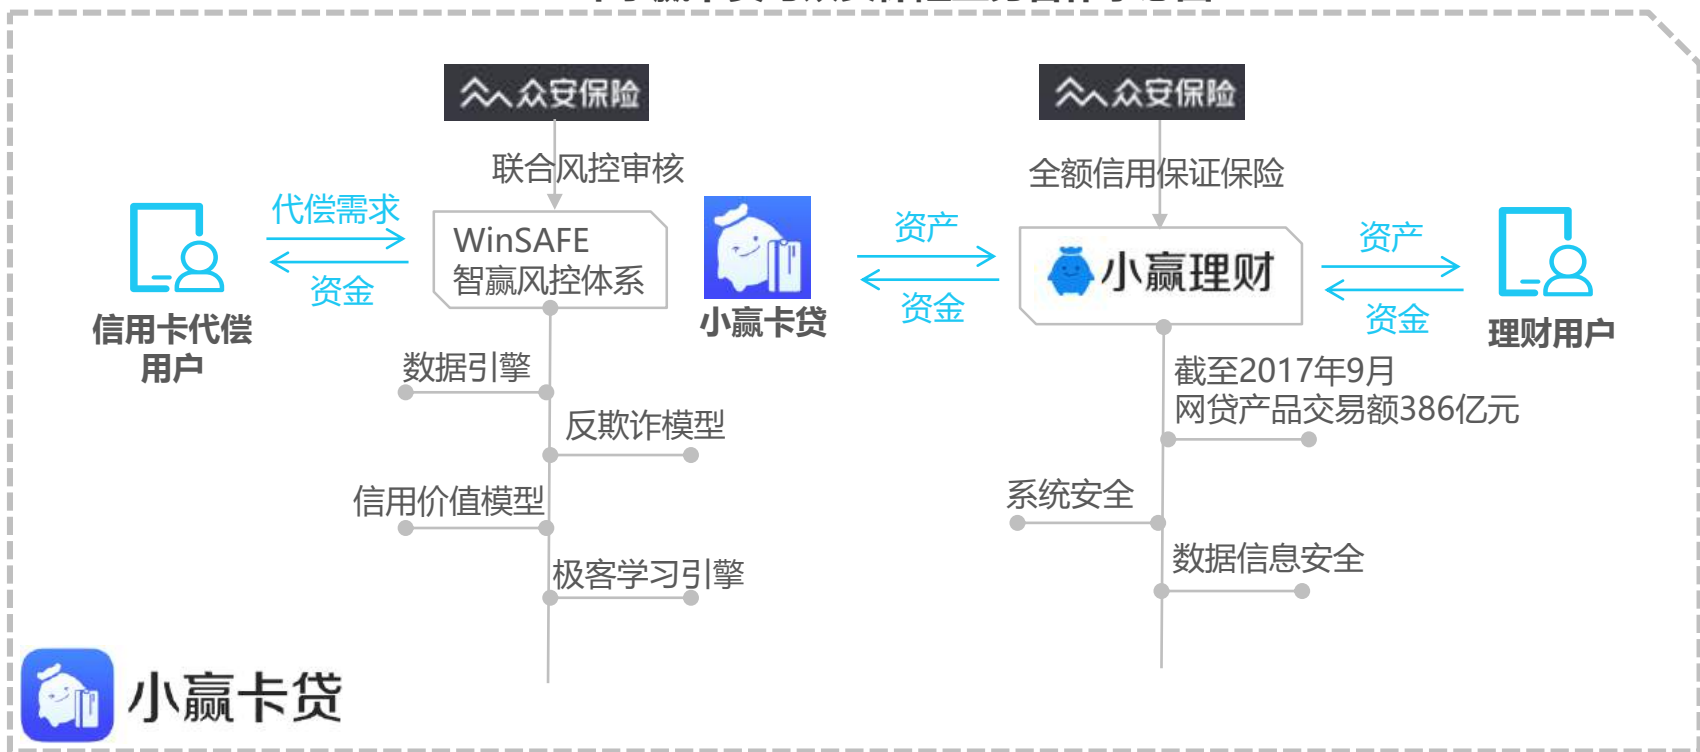 众安保险
众安保险
联合风控审核
全额信用保证保险
代偿需求
资金
信用卡代偿
用户
WinSAFE
智赢风控体系
小赢卡贷
资产
资金
小赢理财
资产
资金
理财用户
数据引擎
反欺诈模型
信用价值模型
极客学习引擎
截至2017年9月
网贷产品交易额386亿元
系统安全
数据信息安全
小赢卡贷